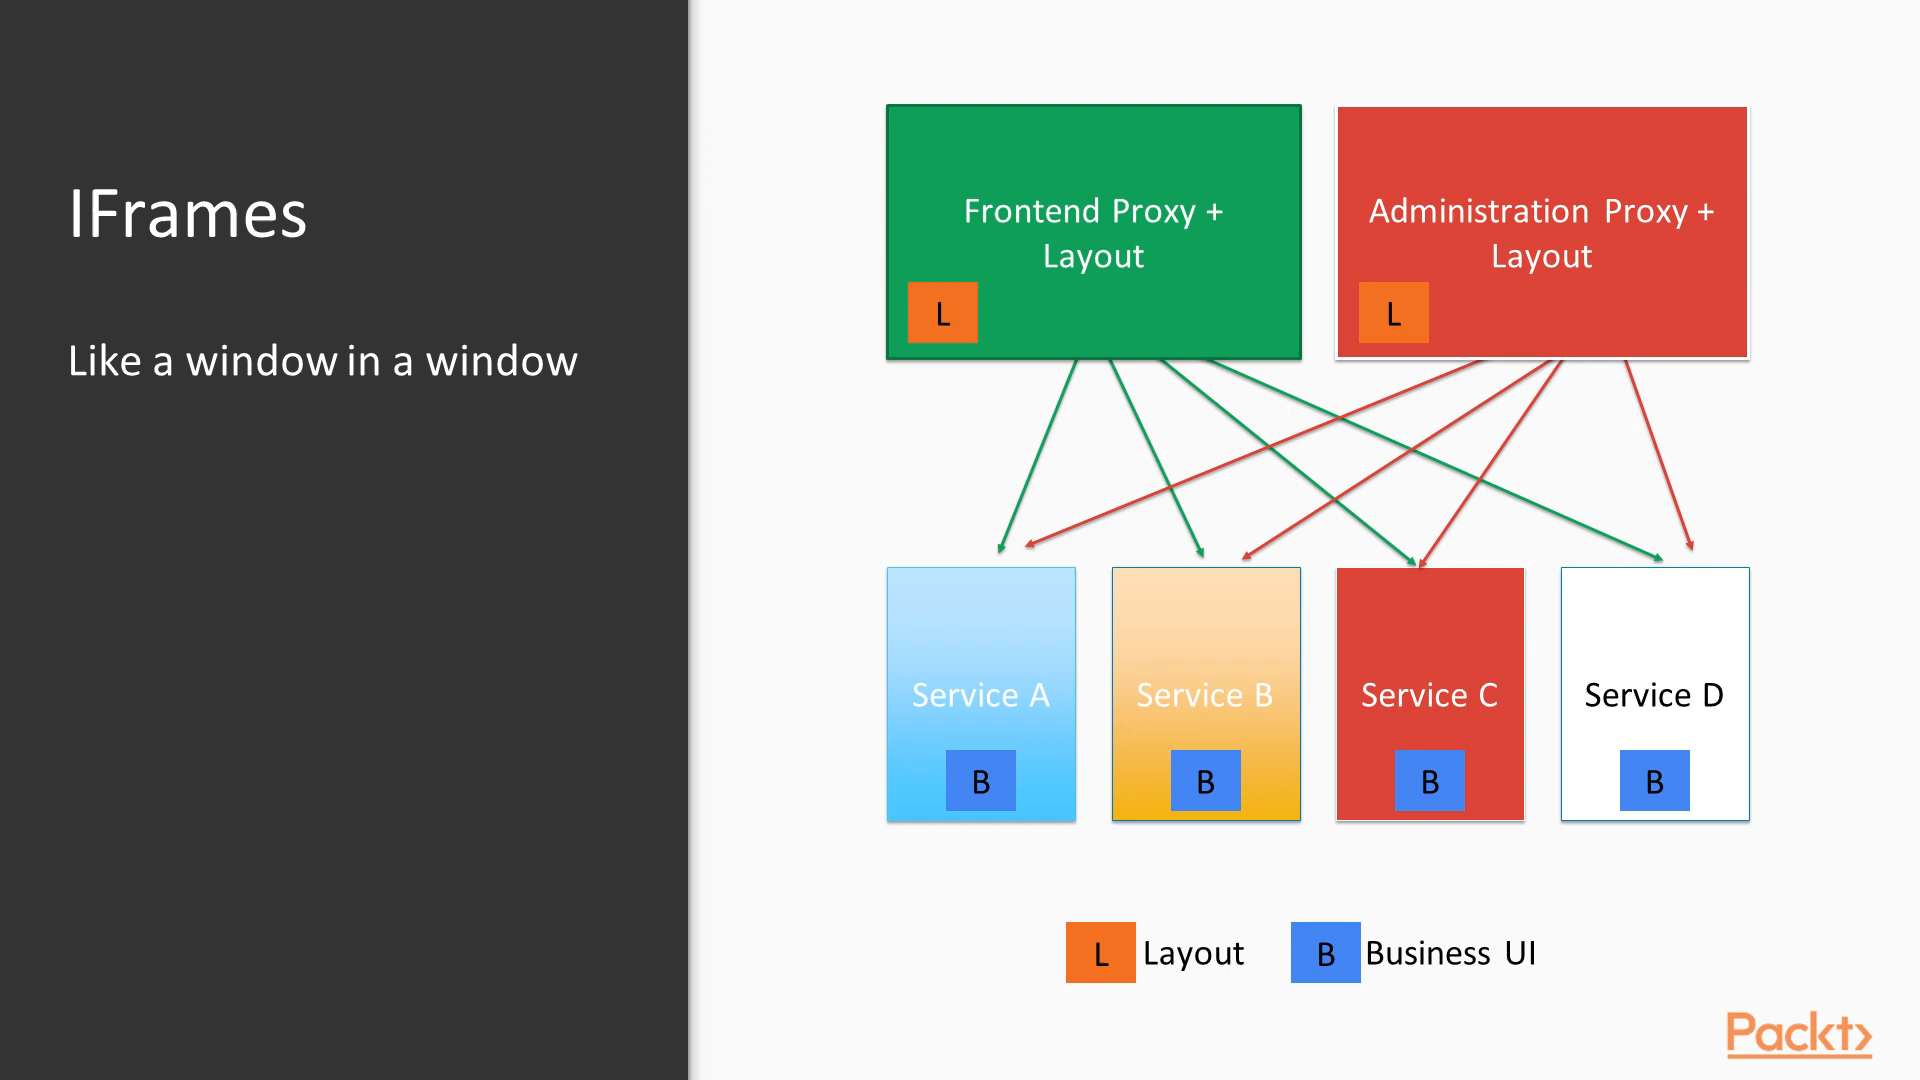 IFrames
Like a window in a window
Frontend Proxy +
Layout
L
Administration Proxy +
Layout
L
Service A
B
Service B
B
Service C
B
Service D
B
L Layout
B Business UI
Packt>